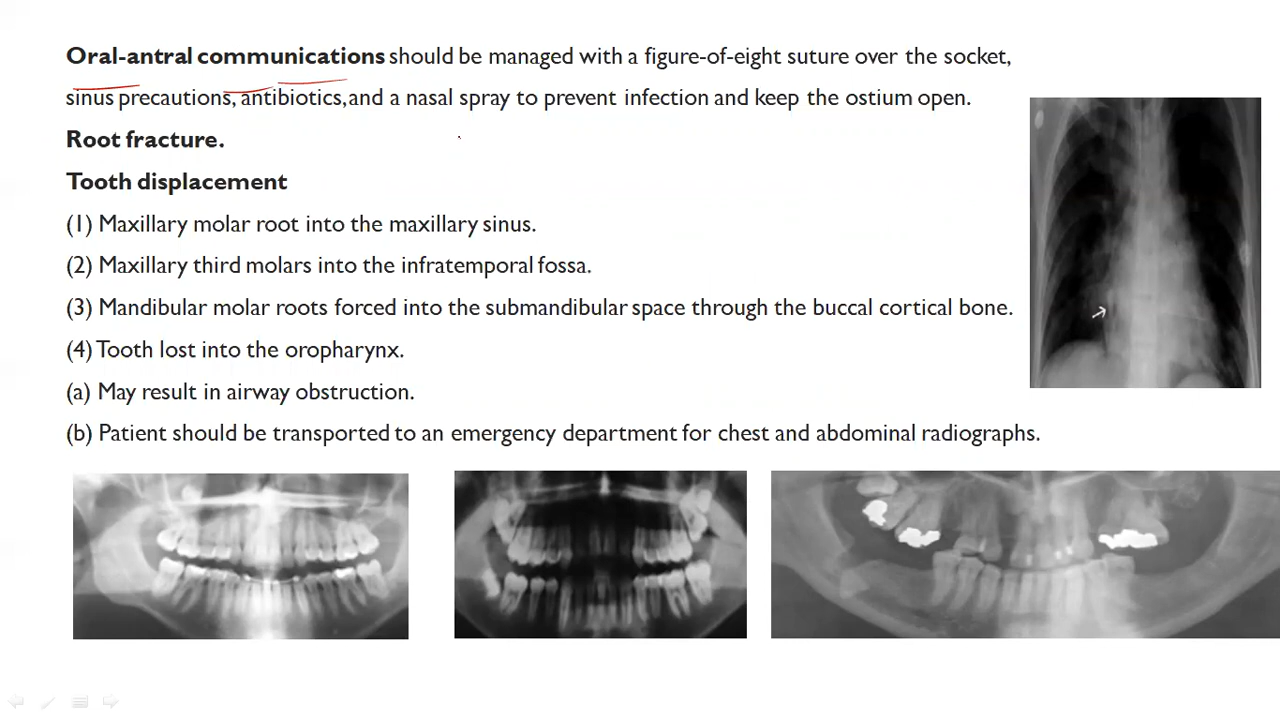 Oral-antral communications should be managed with a figure-of-eight suture over the socket,
sinus precautions, antibiotics,and a nasal spray to prevent infection and keep the ostium open.
Root fracture.
Tooth displacement
(1) Maxillary molar root into the maxillary sinus.
(2) Maxillary third molars into the infratemporal fossa.
(3) Mandibular molar roots forced into the submandibular space through the buccal cortical bone.
(4) Tooth lost into the oropharynx.
(a) May result in airway obstruction.
(b) Patient should be transported to an emergency department for chest and abdominal radiographs.